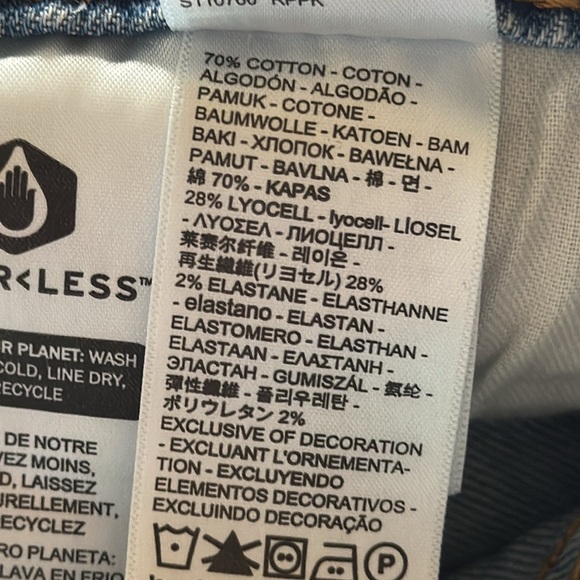 70% COTTON - COTON -
ALGODÓN - ALGODÃO -
PAMUK - COTONE -
BAUMWOLLE - KATOEN - BAM
BAKI - ХЛОПОК - BAWEŁNA -
PAMUT - BAVLNA - 棉 - 면 -
綿 70% - KAPAS
28% LYOCELL - lyocell- LİOSEL
- ΛΥΟΣΕΛ - ЛИОЦЕЛЛ -
莱赛尔纤维 - 레이온 -
再生繊維(リヨセル) 28%
2% ELASTANE - ELASTHANNE
- elastano - ELASTAN -
ELASTOMERO - ELASTHAN -
ELASTAAN - ΕΛΑΣΤΑΝΗ -
ЭЛАСТАН - GUMISZÁL - 氨纶 -
彈性纖維 - 폴리우레탄 -
ポリウレタン 2%
EXCLUSIVE OF DECORATION
- EXCLUANT L'ORNEMENTA-
TION - EXCLUYENDO
ELEMENTOS DECORATIVOS -
EXCLUINDO DECORAÇÃO
P
R<LESS™
R PLANET: WASH
COLD, LINE DRY,
RECYCLE
DE NOTRE
VEZ MOINS,
D, LAISSEZ
URELLEMENT,
RECYCLEZ
RO PLANETA:
LAVA EN FRIO